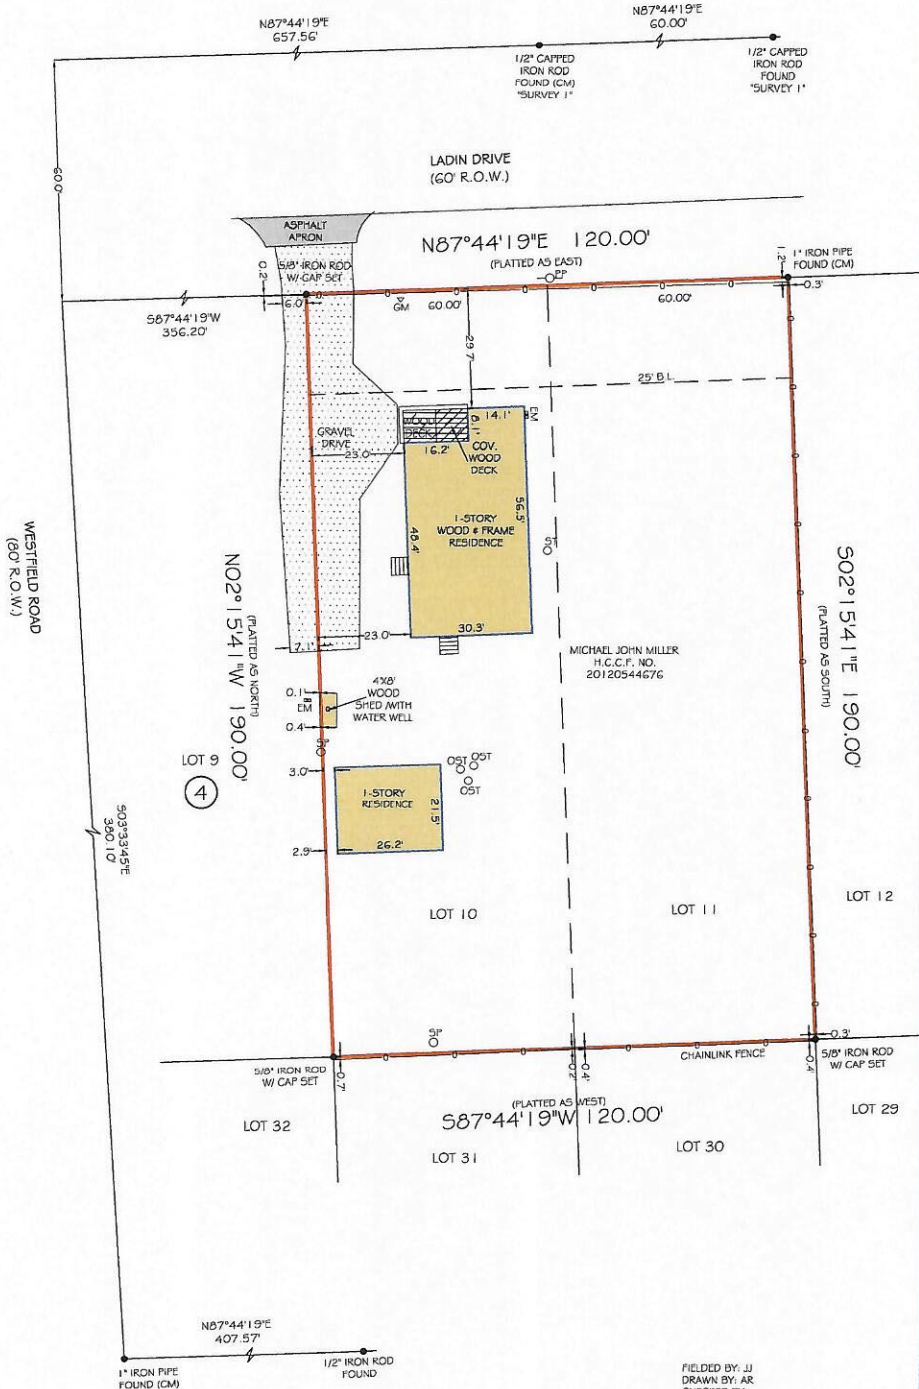 N87°44'19"E
657.56'
N87°44'19"E
60.00'
1/2" CAPPED
IRON ROD
FOUND (CM)
"SURVEY 1"
1/2" CAPPED
IRON ROD
FOUND
"SURVEY 1"
60.0'
LADIN DRIVE
(60' R.O.W.)
ASPHALT
APRON
N87°44'19"E 120.00'
(PLATTED AS EAST)
PP
1" IRON PIPE
FOUND (CM)
5/8" IRON ROD
W/ CAP SET
0.2'
6.0'
1.2'
0.3'
GM
60.00'
60.00'
S87°44'19"W
356.20'
29.7'
25' B.L.
WOOD
DECK
14.1'
EM
8.1'
GRAVEL
DRIVE
23.0'
16.2'
COV.
WOOD
DECK
56.5'
1-STORY
WOOD & FRAME
RESIDENCE
48.4'
ST
WESTFIELD ROAD
(80' R.O.W.)
N02°15'41"W 190.00'
(PLATTED AS NORTH)
S02°15'41"E 190.00'
(PLATTED AS SOUTH)
30.3'
23.0'
7.1'
MICHAEL JOHN MILLER
H.C.C.F. NO.
20120544676
4'X8'
WOOD
SHED /WITH
WATER WELL
0.1'
EM
0.4'
LOT 9
4
3.0'
OST
OST
OST
1-STORY
RESIDENCE
21.5'
26.2'
2.9'
S03°33'45"E
380.10'
LOT 10
LOT 11
LOT 12
SP
0.3'
CHAINLINK FENCE
5/8" IRON ROD
W/ CAP SET
5/8" IRON ROD
W/ CAP SET
0.7'
0.2'
0.4'
0.4'
(PLATTED AS WEST)
S87°44'19"W 120.00'
LOT 32
LOT 31
LOT 30
LOT 29
N87°44'19"E
407.57'
1" IRON PIPE
FOUND (CM)
1/2" IRON ROD
FOUND
FIELDED BY: JJ
DRAWN BY: AR